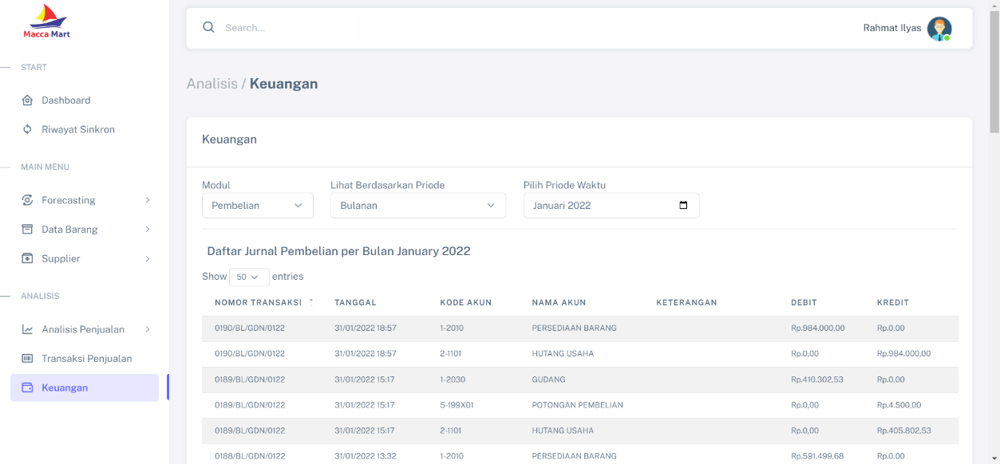 Macca Mart
START
Dashboard
Riwayat Sinkron
MAIN MENU
Forecasting
Data Barang
Supplier
ANALISIS
Analisis Penjualan
Transaksi Penjualan
Keuangan
Search...
Rahmat Ilyas
Analisis / Keuangan
Keuangan
Modul Lihat Berdasarkan Priode Pilih Priode Waktu
Pembelian Bulanan Januari 2022
Daftar Jurnal Pembelian per Bulan January 2022
Show 50 entries
NOMOR TRANSAKSI TANGGAL KODE AKUN NAMA AKUN KETERANGAN DEBIT KREDIT
0190/BL/GDN/0122 31/01/2022 18:57 1-2010 PERSEDIAAN BARANG Rp.984.000,00 Rp.0,00
0190/BL/GDN/0122 31/01/2022 18:57 2-1101 HUTANG USAHA Rp.0,00 Rp.984.000,00
0189/BL/GDN/0122 31/01/2022 15:17 1-2030 GUDANG Rp.410.302,53 Rp.0,00
0189/BL/GDN/0122 31/01/2022 15:17 5-199X01 POTONGAN PEMBELIAN Rp.0,00 Rp.4.500,00
0189/BL/GDN/0122 31/01/2022 15:17 2-1101 HUTANG USAHA Rp.0,00 Rp.405.802,53
0188/BL/GDN/0122 31/01/2022 13:32 1-2010 PERSEDIAAN BARANG Rp.591.499,68 Rp.0,00